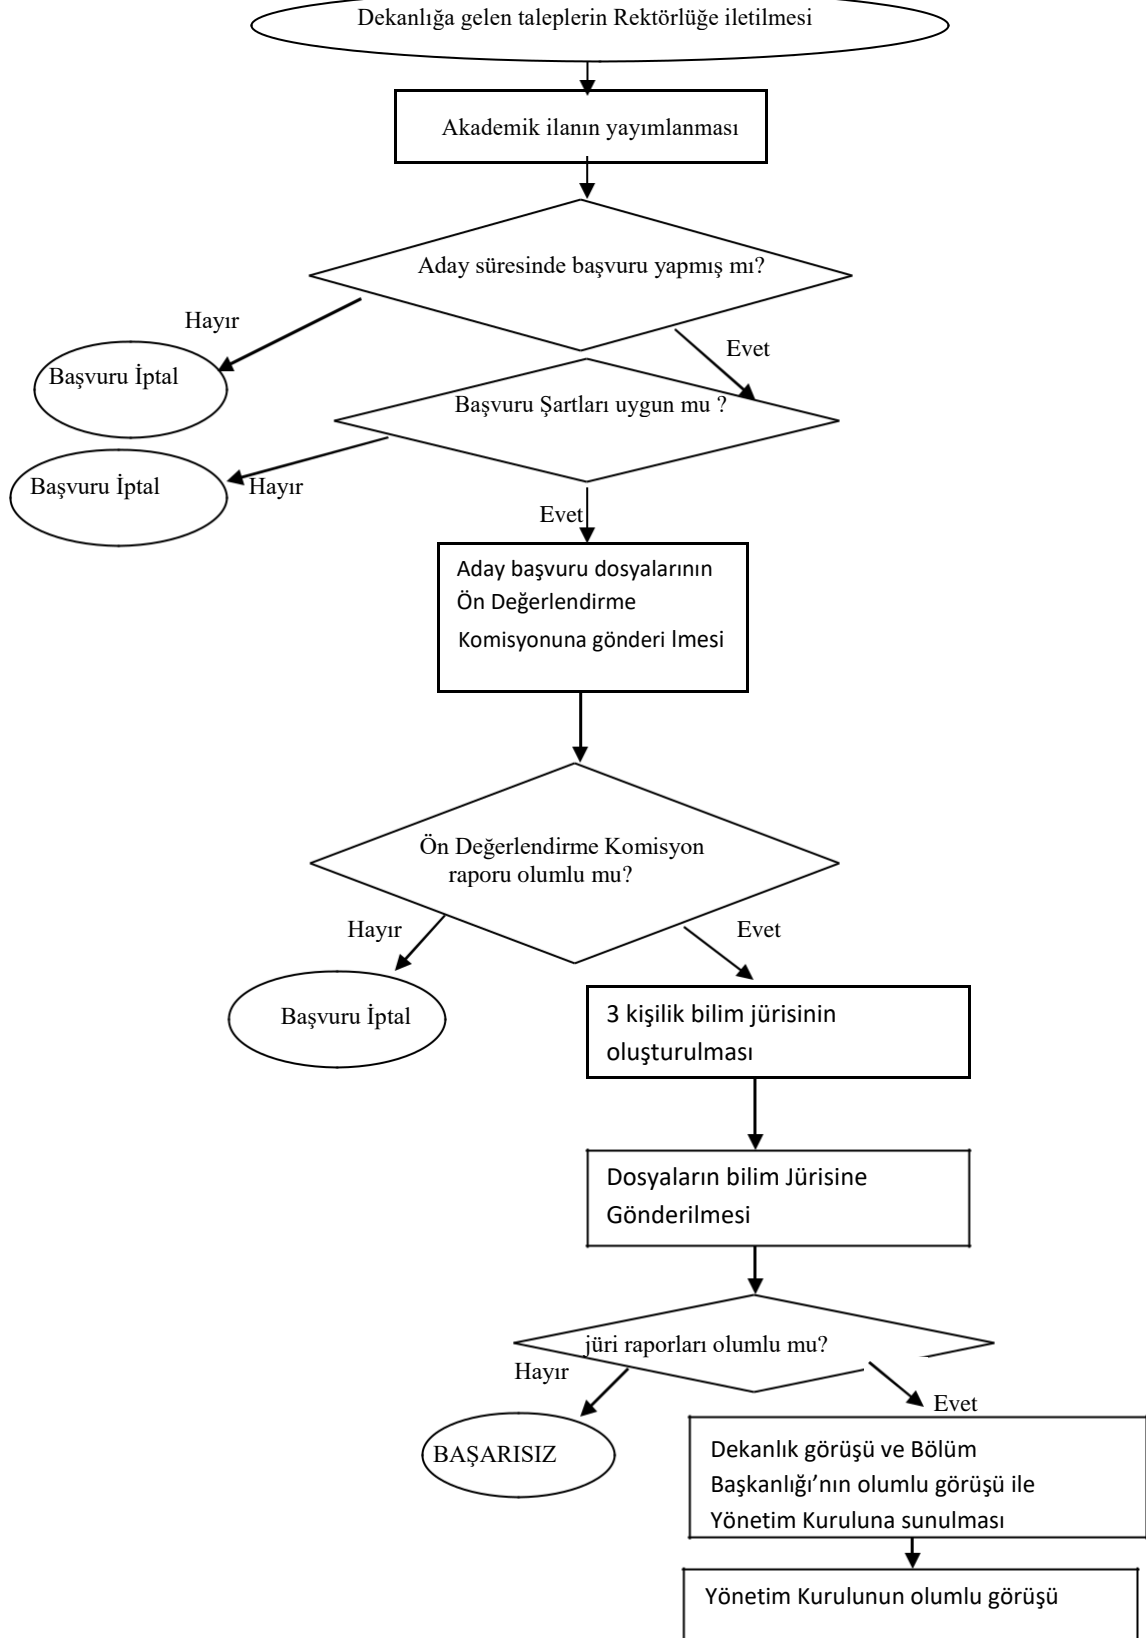 Dekanlığa gelen taleplerin Rektörlüğe iletilmesi
Akademik ilanın yayımlanması
Aday süresinde başvuru yapmış mı?
Hayır
Evet
Başvuru İptal
Başvuru Şartları uygun mu ?
Başvuru İptal
Hayır
Evet
Aday başvuru dosyalarının
Ön Değerlendirme
Komisyonuna gönderi lmesi
Ön Değerlendirme Komisyon
raporu olumlu mu?
Hayır
Evet
Başvuru İptal
3 kişilik bilim jürisinin
oluşturulması
Dosyaların bilim Jürisine
Gönderilmesi
jüri raporları olumlu mu?
Hayır
Evet
BAŞARISIZ
Dekanlık görüşü ve Bölüm
Başkanlığı’nın olumlu görüşü ile
Yönetim Kuruluna sunulması
Yönetim Kurulunun olumlu görüşü